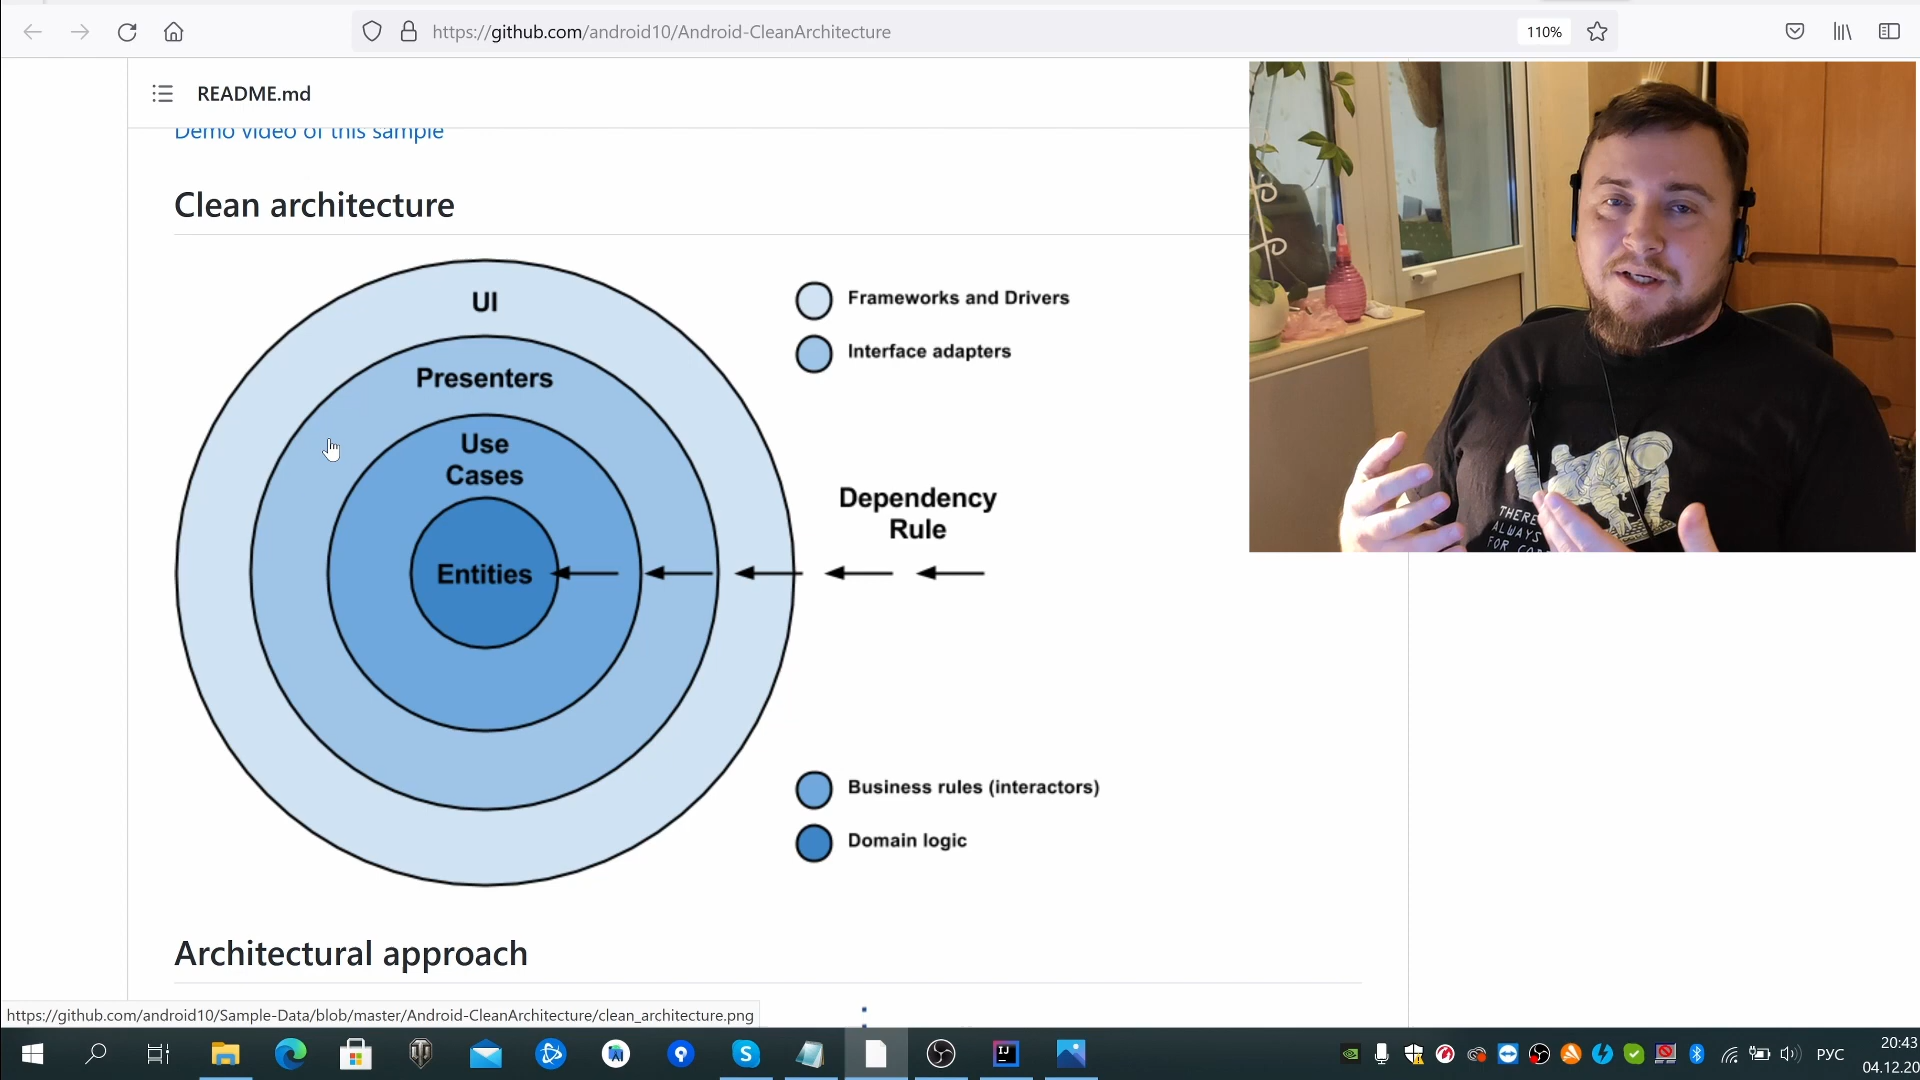 https://github.com/android10/Android-CleanArchitecture
110%
README.md
Demo video of this sample
Clean architecture
UI
Presenters
Use
Cases
Entities
Frameworks and Drivers
Interface adapters
Dependency
Rule
Business rules (interactors)
Domain logic
THERE
ALWAYS
FOR
Architectural approach
https://github.com/android10/Sample-Data/blob/master/Android-CleanArchitecture/clean_architecture.png
РУС
20:43
04.12.20